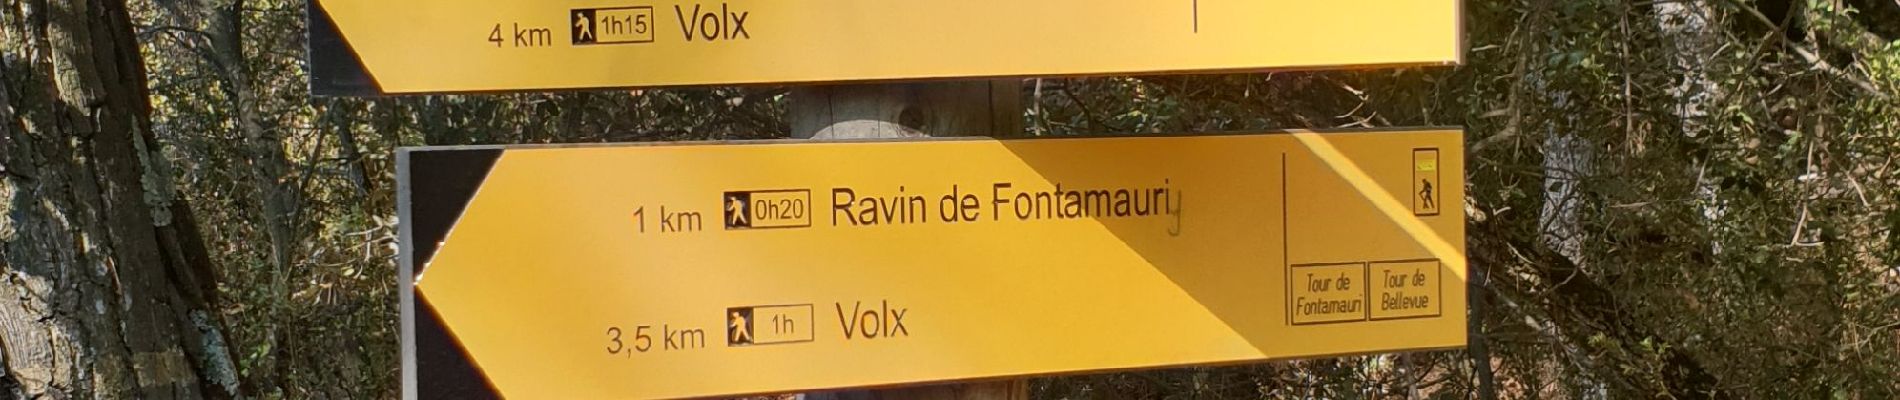 4 km 1h15 Volx
1 km 0h20 Ravin de Fontamauri
3,5 km 1h Volx
Tour de
Fontamauri
Tour de
Bellevue